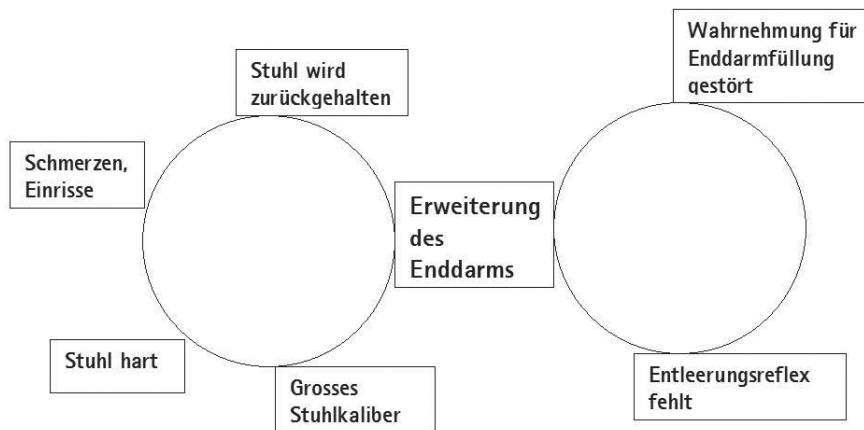 Wahrnehmung für
Enddarmfüllung
gestört
Stuhl wird
zurückgehalten
Schmerzen,
Einrisse
Erweiterung
des
Enddarms
Stuhl hart
Grosses
Stuhlkaliber
Entleerungsreflex
fehlt